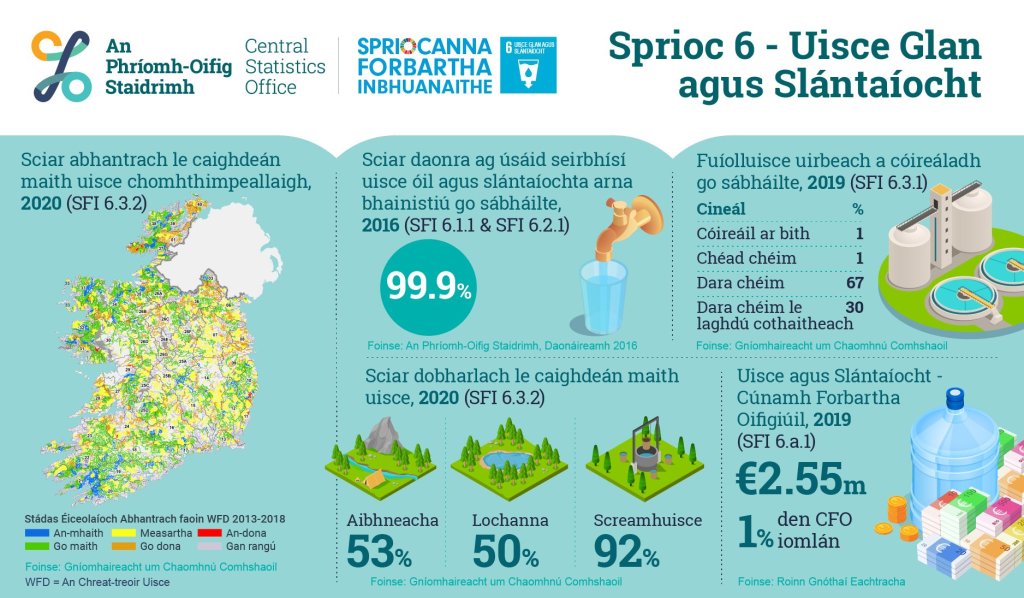 An
Phríomh-Oifig
Staidrimh
Central
Statistics
Office
SPRIOCANNA
FORBARTHA
INBHUANAITHE
6 UISCE GLAN AGUS
SLÁNTAÍOCHT
Sprioc 6 - Uisce Glan
agus Slántaíocht
Sciar abhantrach le caighdeán
maith uisce chomhthimpeallaigh,
2020 (SFI 6.3.2)
Stádas Éiceolaíoch Abhantrach faoin WFD 2013-2018
An-mhaith Measartha An-dona
Go maith Go dona Gan rangú
Foinse: Gníomhaireacht um Chaomhnú Comhshaoil
WFD = An Chreat-treoir Uisce
Sciar daonra ag úsáid seirbhísí
uisce óil agus slántaíochta arna
bhainistiú go sábháilte,
2016 (SFI 6.1.1 & SFI 6.2.1)
99.9%
Foinse: An Phríomh-Oifig Staidrimh, Daonáireamh 2016
Fuíolluisce uirbeach a cóireáladh
go sábháilte, 2019 (SFI 6.3.1)
Cineál %
Cóireáil ar bith 1
Chéad chéim 1
Dara chéim 67
Dara chéim le 30
laghdú cothaitheach
Foinse: Gníomhaireacht um Chaomhnú Comhshaoil
Sciar dobharlach le caighdeán maith
uisce, 2020 (SFI 6.3.2)
Aibhneacha
53%
Lochanna
50%
Screamhuisce
92%
Foinse: Gníomhaireacht um Chaomhnú Comhshaoil
Uisce agus Slántaíocht -
Cúnamh Forbartha
Oifigiúil, 2019
(SFI 6.a.1)
€2.55m
1% den CFO
iomlán
Foinse: Roinn Gnóthaí Eachtracha